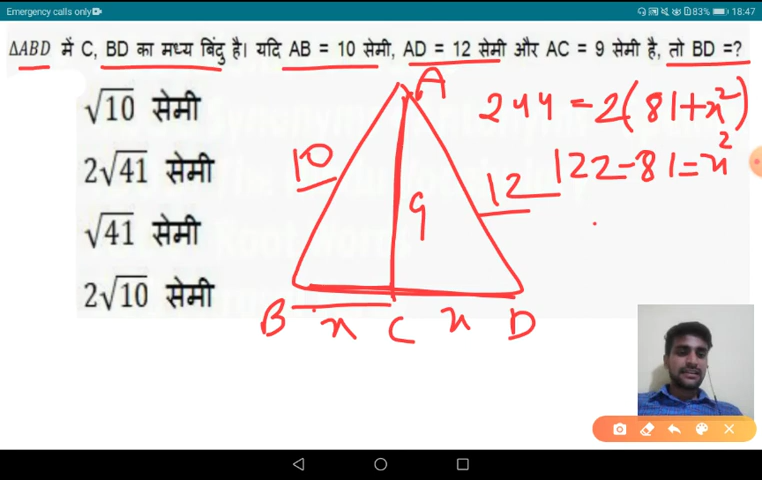 Emergency calls only 83% 18:47
ΔABD में C, BD का मध्य बिंदु है। यदि AB = 10 सेमी, AD = 12 सेमी और AC = 9 सेमी है, तो BD =?
√10 सेमी
2√41 सेमी
√41 सेमी
2√10 सेमी
A
10
12
9
B x C x D
244 = 2(81+x²)
122-81=x²